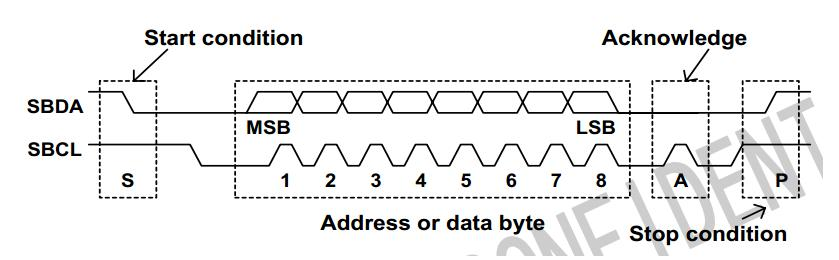 Start condition
Acknowledge
SBDA
MSB
LSB
SBCL
S
1 2 3 4 5 6 7 8
A
P
Address or data byte
Stop condition
CONFIDENT